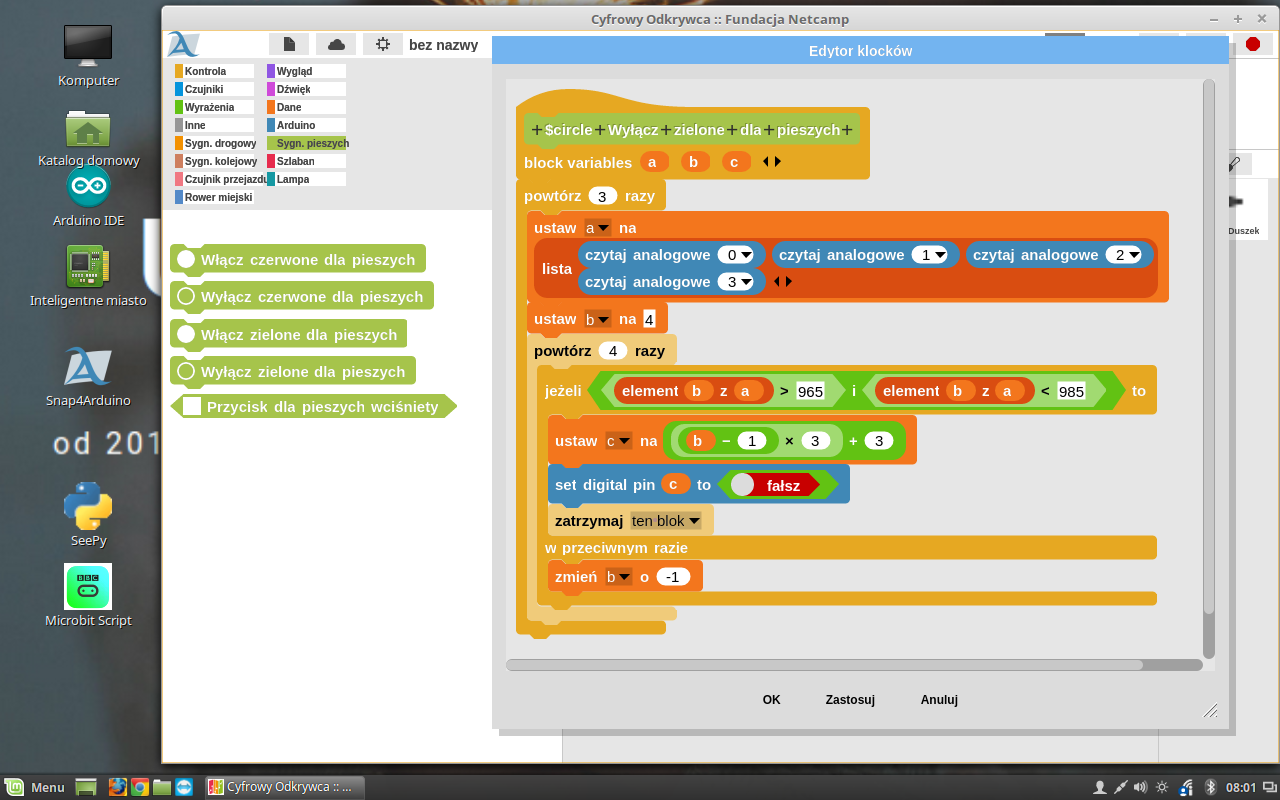 Cyfrowy Odkrywca :: Fundacja Netcamp
Komputer
Katalog domowy
Arduino IDE
Inteligentne miasto
Snap4Arduino
od 201
SeePy
BBC
Microbit Script
bez nazwy
Kontrola
Wygląd
Czujniki
Dźwięk
Wyrażenia
Dane
Inne
Arduino
Sygn. drogowy
Sygn. pieszych
Sygn. kolejowy
Szlaban
Czujnik przejazdu
Lampa
Rower miejski
Włącz czerwone dla pieszych
Wyłącz czerwone dla pieszych
Włącz zielone dla pieszych
Wyłącz zielone dla pieszych
Przycisk dla pieszych wciśniety
Edytor klocków
+ $circle + Wyłącz + zielone + dla + pieszych +
block variables a b c
powtórz 3 razy
ustaw a na
lista czytaj analogowe 0 czytaj analogowe 1 czytaj analogowe 2
czytaj analogowe 3
ustaw b na 4
powtórz 4 razy
jeżeli element b z a > 965 i element b z a < 985 to
ustaw c na b − 1 × 3 + 3
set digital pin c to fałsz
zatrzymaj ten blok
w przeciwnym razie
zmień b o -1
OK Zastosuj Anuluj
Duszek
Menu
Cyfrowy Odkrywca :: ...
08:01